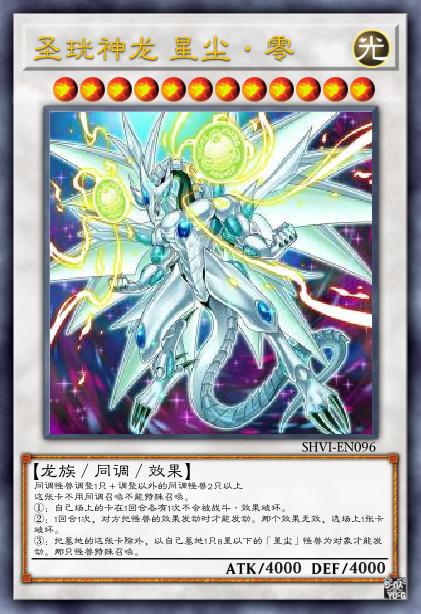 圣珖神龙 星尘·零
光
SHVI-EN096
【龙族／同调／效果】
同调怪兽调整1只＋调整以外的同调怪兽2只以上
这张卡不用同调召唤不能特殊召唤。
①：自己场上的卡在1回合各有1次不会被战斗·效果破坏。
②：1回合1次，对方把怪兽的效果发动时才能发动。那个效果无效，选场上1张卡
破坏。
③：把墓地的这张卡除外，以自己墓地1只8星以下的「星尘」怪兽为对象才能发
动。那只怪兽特殊召唤。
ATK/4000 DEF/4000